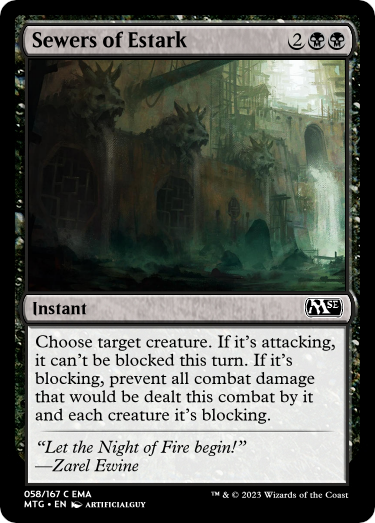 Sewers of Estark 2
Instant M SE
Choose target creature. If it's attacking,
it can't be blocked this turn. If it's
blocking, prevent all combat damage
that would be dealt this combat by it
and each creature it's blocking.
“Let the Night of Fire begin!”
—Zarel Ewine
058/167 C EMA
MTG • EN ARTIFICIALGUY ™ & © 2023 Wizards of the Coast